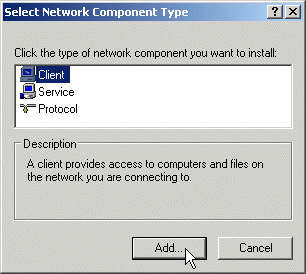 Select Network Component Type
Click the type of network component you want to install:
Client
Service
Protocol
Description
A client provides access to computers and files on
the network you are connecting to.
Add... Cancel